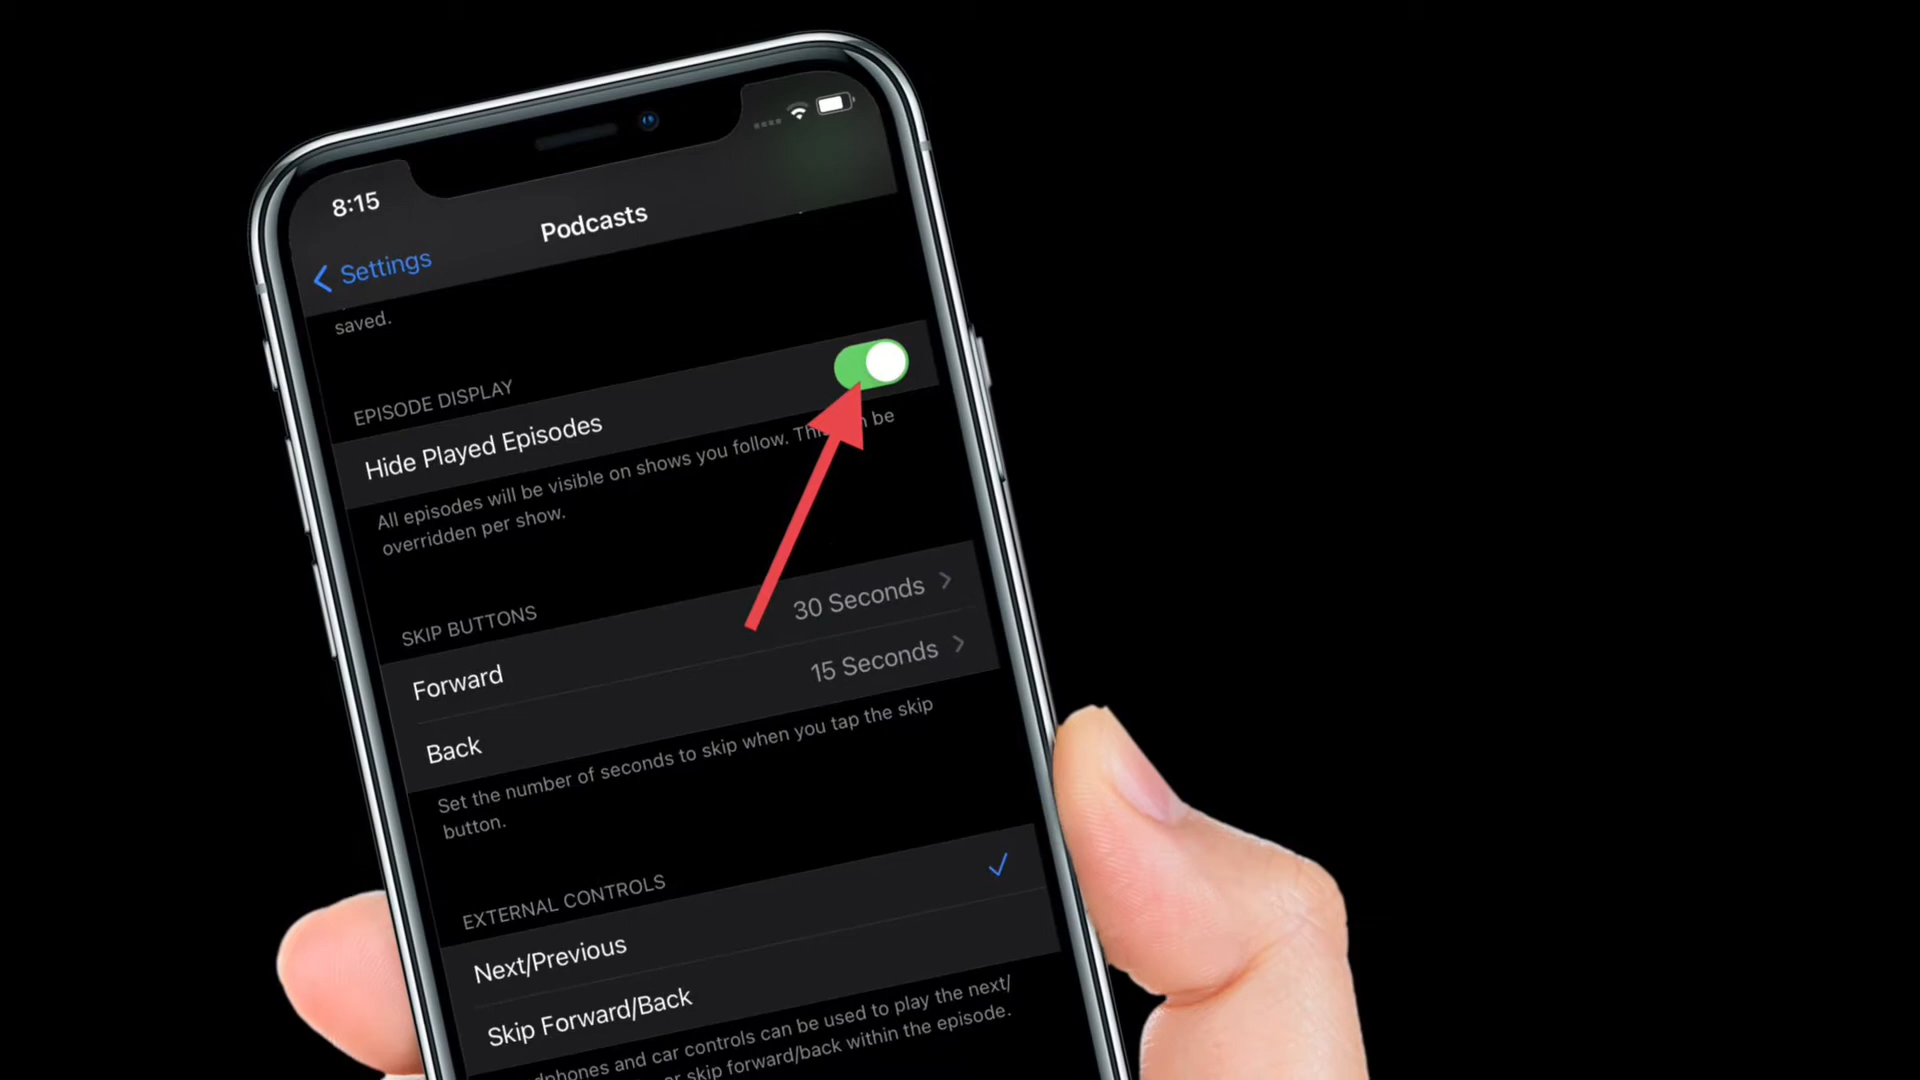 8:15
Podcasts
Settings
saved.
EPISODE DISPLAY
Hide Played Episodes
All episodes will be visible on shows you follow. be
overridden per show.
SKIP BUTTONS
Forward 30 Seconds
Back 15 Seconds
Set the number of seconds to skip when you tap the skip
button.
EXTERNAL CONTROLS
Next/Previous
Skip Forward/Back
and car controls can be used to play the next/
skip forward/back within the episode.